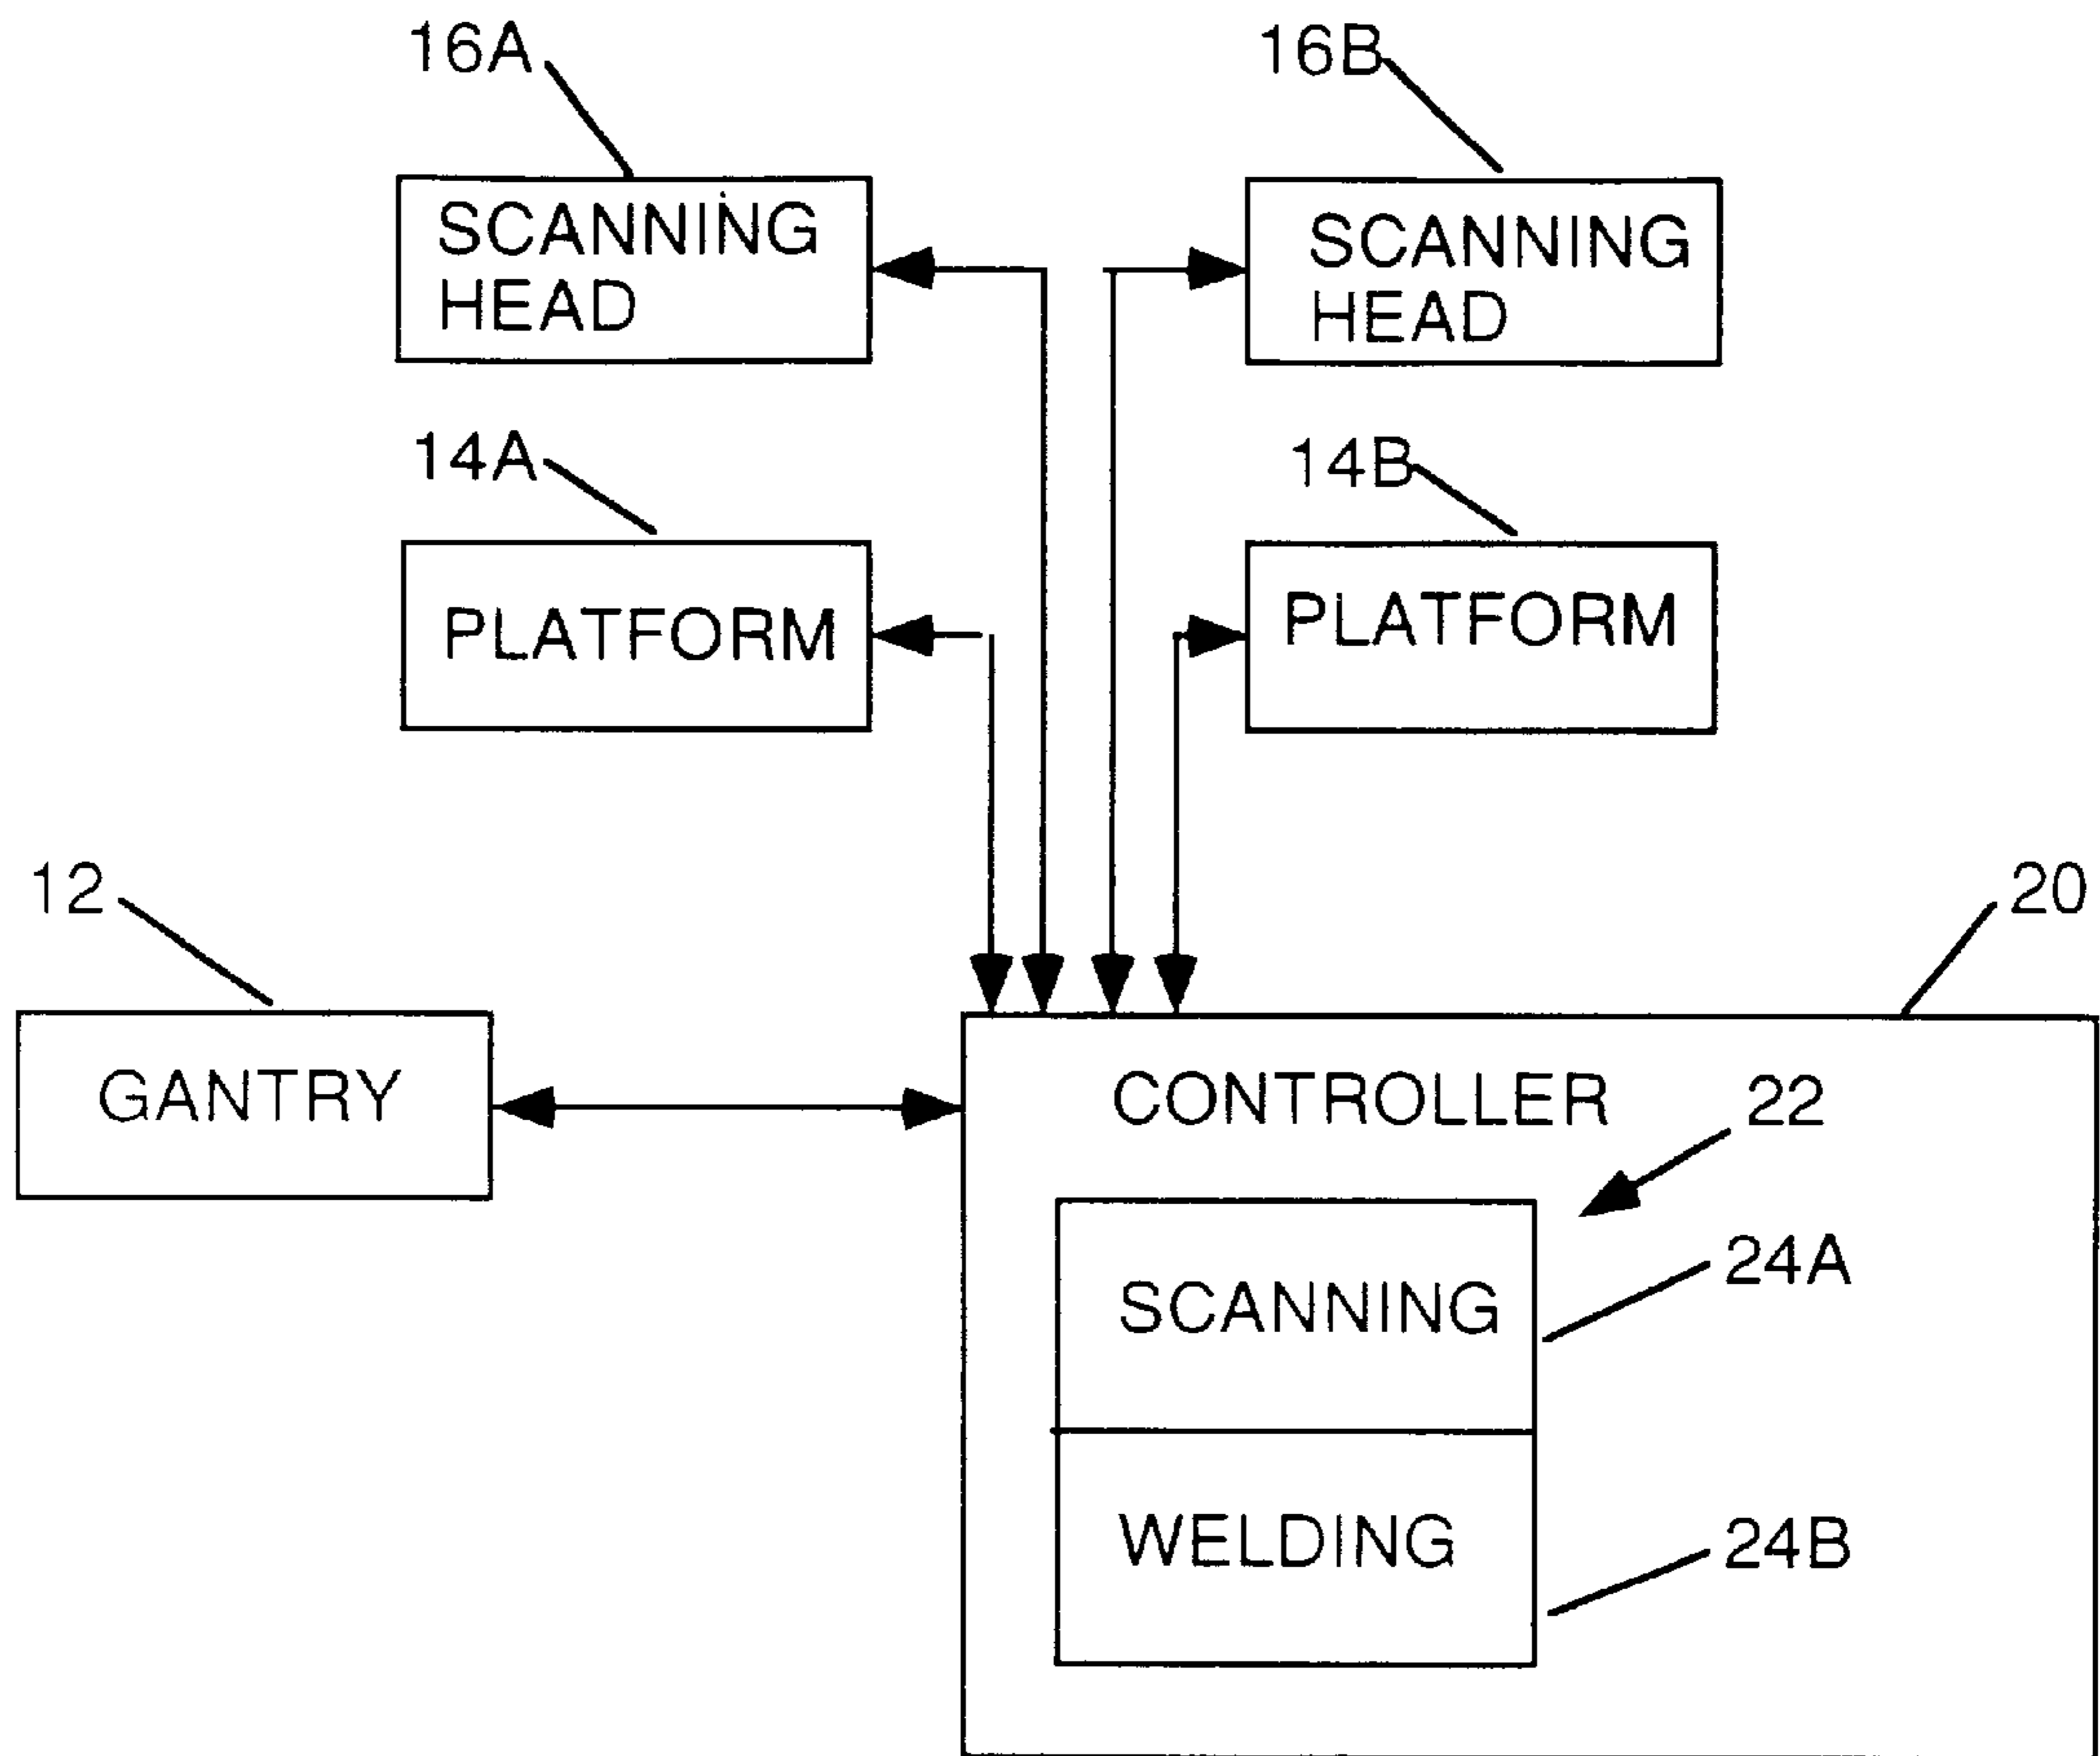 16A
16B
SCANNING
HEAD
SCANNING
HEAD
14A
14B
PLATFORM
PLATFORM
12
20
GANTRY
CONTROLLER
22
SCANNING
24A
WELDING
24B